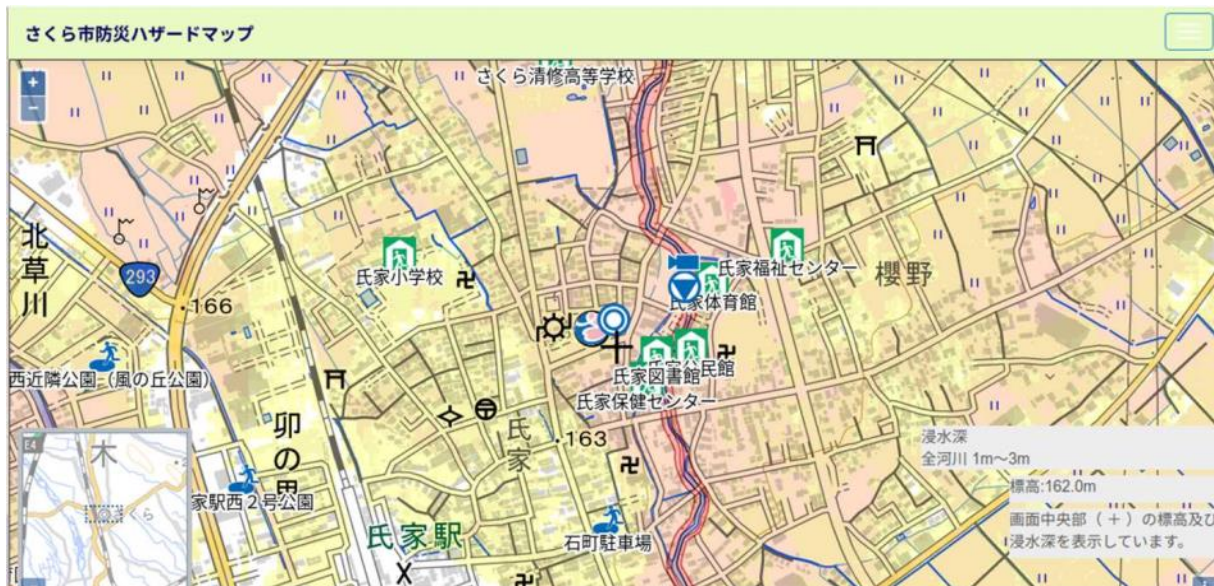 さくら市防災ハザードマップ
+
−
さくら清修高等学校
北草川
293
166
氏家小学校
氏家福祉センター
氏家体育館
櫻野
西近隣公園（風の丘公園）
氏家図書館
氏家保健センター
163
氏家
卯の里
家駅西２号公園
氏家駅
石町駐車場
E4
木
さくら
浸水深
全河川 1m～3m
標高:162.0m
画面中央部（ + ）の標高及び
浸水深を表示しています。